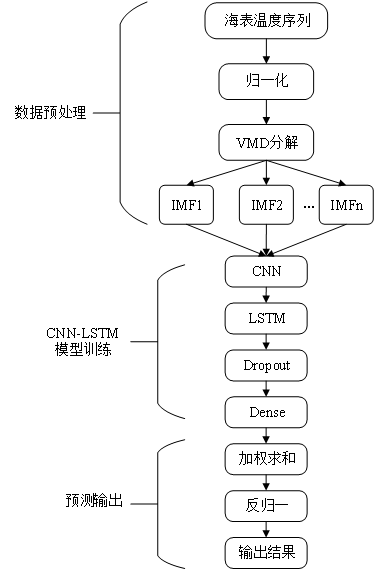 海表温度序列
归一化
数据预处理
VMD分解
IMF1
IMF2
...
IMFn
CNN
LSTM
CNN-LSTM
模型训练
Dropout
Dense
加权求和
预测输出
反归一
输出结果